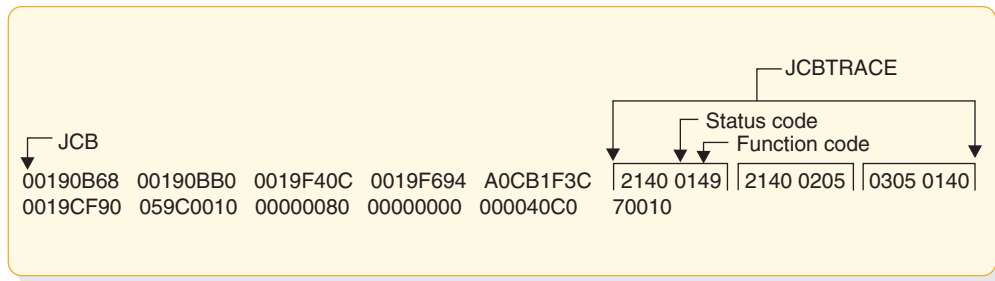 JCBTRACE
Status code
JCB
Function code
00190B68 00190BB0 0019F40C 0019F694 A0CB1F3C 2140 0149 2140 0205 0305 0140
0019CF90 059C0010 00000080 00000000 000040C0 70010